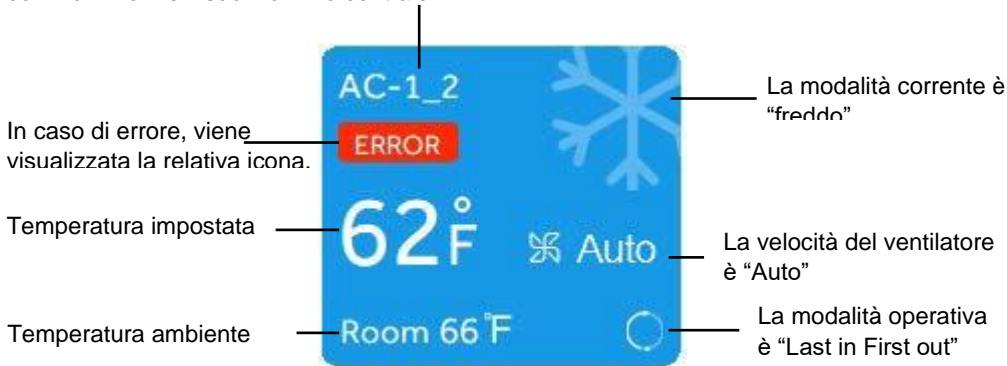 AC-1_2
ERROR
62°F
Auto
Room 66°F
La modalità corrente è
“freddo”
In caso di errore, viene
visualizzata la relativa icona.
Temperatura impostata
La velocità del ventilatore
è “Auto”
Temperatura ambiente
La modalità operativa
è “Last in First out”